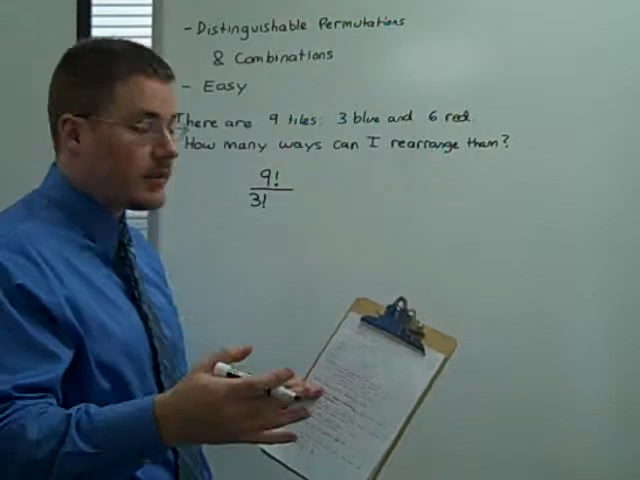 - Distinguishable Permutations
& Combinations
- Easy
There are 9 tiles: 3 blue and 6 red.
How many ways can I rearrange them?
9!
3!